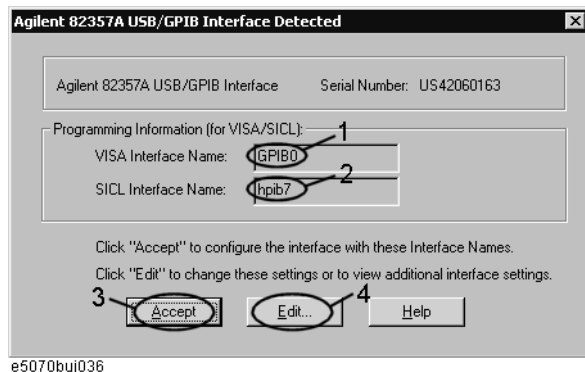 Agilent 82357A USB/GPIB Interface Detected
Agilent 82357A USB/GPIB Interface Serial Number: US42060163
Programming Information (for VISA/SICL):
1
VISA Interface Name: GPIB0
2
SICL Interface Name: hpib7
Click "Accept" to configure the interface with these Interface Names.
Click "Edit" to change these settings or to view additional interface settings.
3
4
Accept Edit... Help
e5070bui036